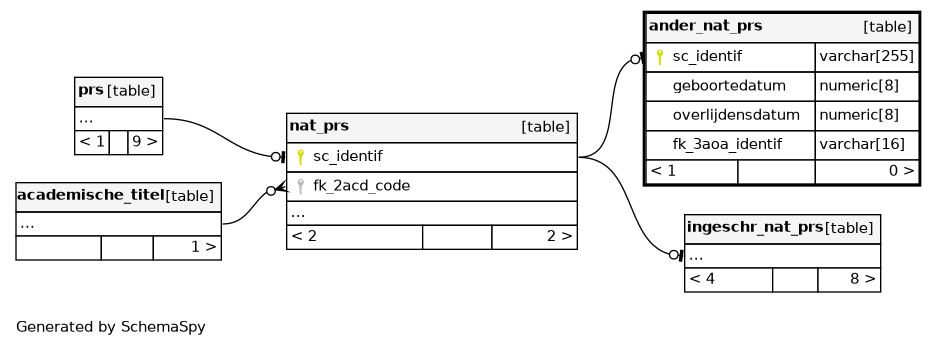 ander_nat_prs [table]
sc_identif varchar[255]
geboortedatum numeric[8]
overlijdensdatum numeric[8]
fk_3aoa_identif varchar[16]
< 1 0 >
prs [table]
...
< 1 9 >
nat_prs [table]
sc_identif
fk_2acd_code
...
< 2 2 >
academische_titel [table]
...
1 >
ingeschr_nat_prs [table]
...
< 4 8 >
Generated by SchemaSpy